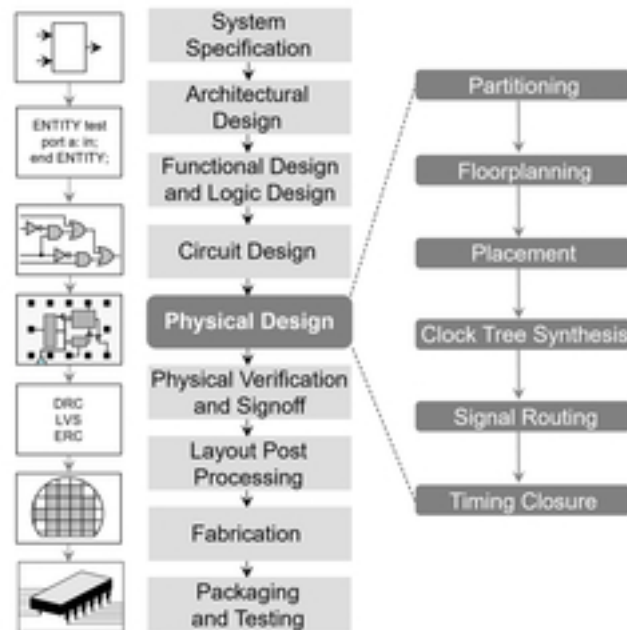 ENTITY test
port a: in;
end ENTITY;
DRC
LVS
ERC
System
Specification
Architectural
Design
Functional Design
and Logic Design
Circuit Design
Physical Design
Physical Verification
and Signoff
Layout Post
Processing
Fabrication
Packaging
and Testing
Partitioning
Floorplanning
Placement
Clock Tree Synthesis
Signal Routing
Timing Closure